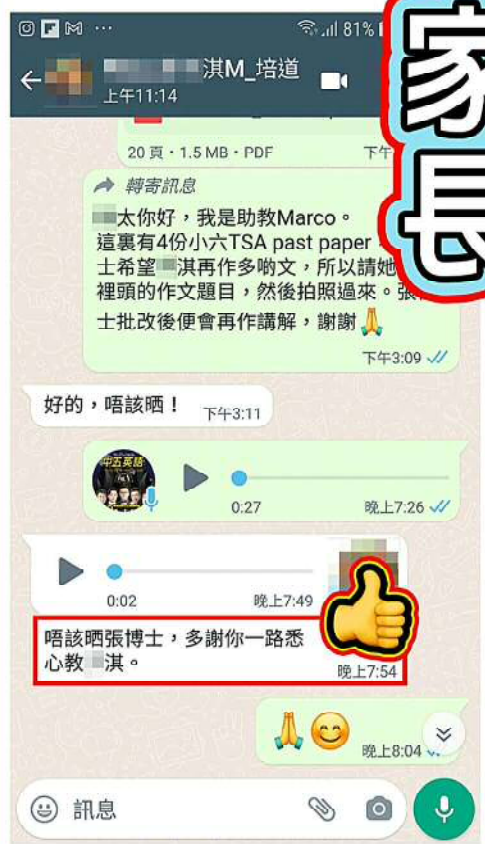 81%
淇M_培道
上午11:14
家長
20 頁・1.5 MB・PDF
下午
轉寄訊息
太你好，我是助教Marco。
這裏有4份小六TSA past paper
士希望 淇再作多啲文，所以請她
裡頭的作文題目，然後拍照過來。張
士批改後便會再作講解，謝謝🙏
下午3:09
好的，唔該晒！ 下午3:11
中五英語
0:27 晚上7:26
0:02 晚上7:49
唔該晒張博士，多謝你一路悉
心教 淇。
晚上7:54
🙏😊 晚上8:04
訊息